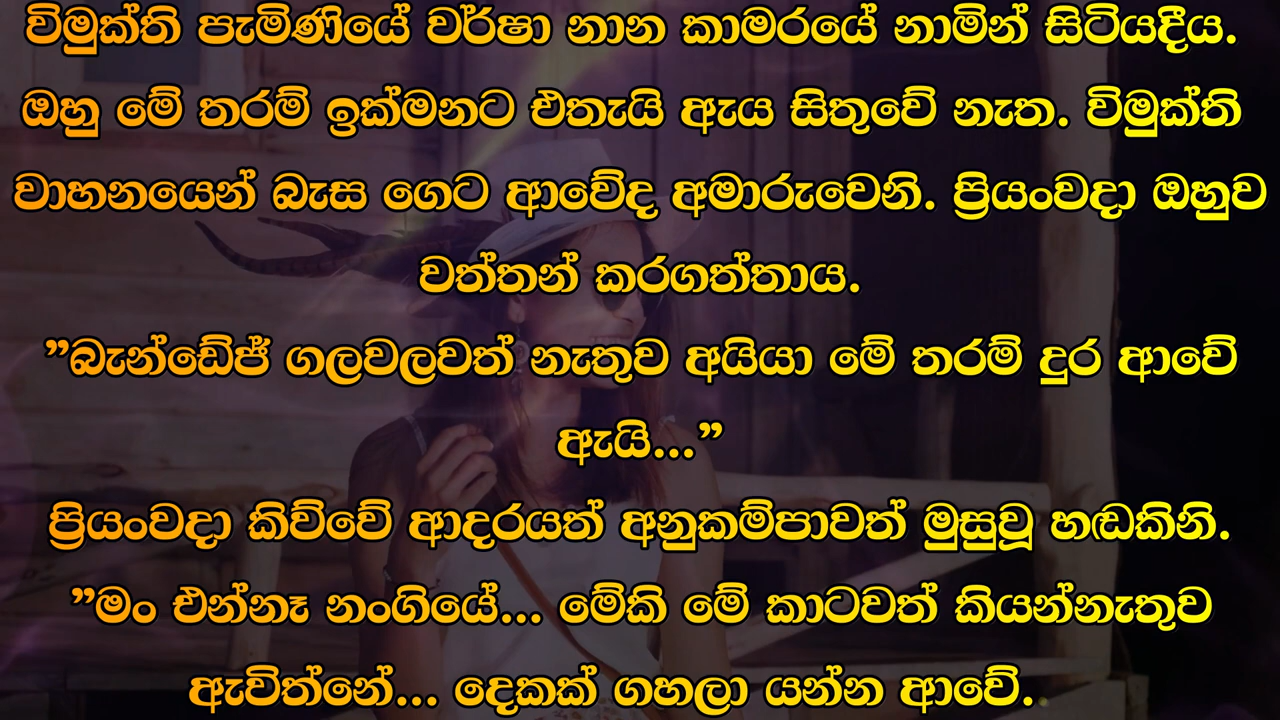 විමුක්ති පැමිණියේ වර්ෂා නාන කාමරයේ නාමින් සිටියදීය.
ඔහු මේ තරම් ඉක්මනට එතැයි ඇය සිතුවේ නැත. විමුක්ති
වාහනයෙන් බැස ගෙට ආවේද අමාරුවෙනි. ප්‍රියංවදා ඔහුව
වත්තන් කරගත්තාය.
”බැන්ඩේජ් ගලවලවත් නැතුව අයියා මේ තරම් දුර ආවේ
ඇයි...”
ප්‍රියංවදා කිව්වේ ආදරයත් අනුකම්පාවත් මුසුවූ හඬකිනි.
”මං එන්නෑ නංගියේ... මේකි මේ කාටවත් කියන්නැතුව
ඇවිත්නේ... දෙකක් ගහලා යන්න ආවේ..